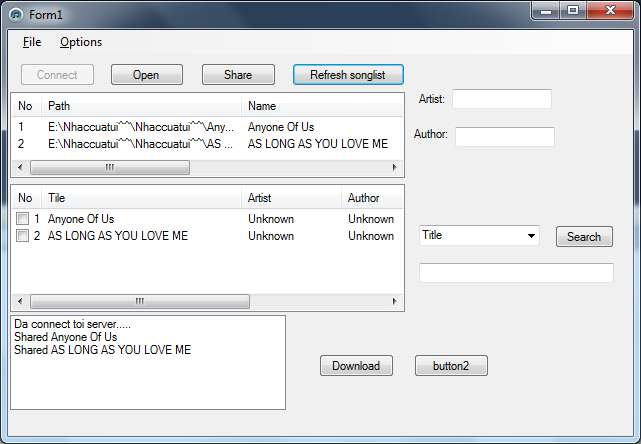 Form1
File Options
Connect Open Share Refresh songlist
No Path Name
1 E:\Nhaccuatui^^\Nhaccuatui^^\Any... Anyone Of Us
2 E:\Nhaccuatui^^\Nhaccuatui^^\AS ... AS LONG AS YOU LOVE ME
Artist:
Author:
No Tile Artist Author
1 Anyone Of Us Unknown Unknown
2 AS LONG AS YOU LOVE ME Unknown Unknown
Title Search
Da connect toi server.....
Shared Anyone Of Us
Shared AS LONG AS YOU LOVE ME
Download button2